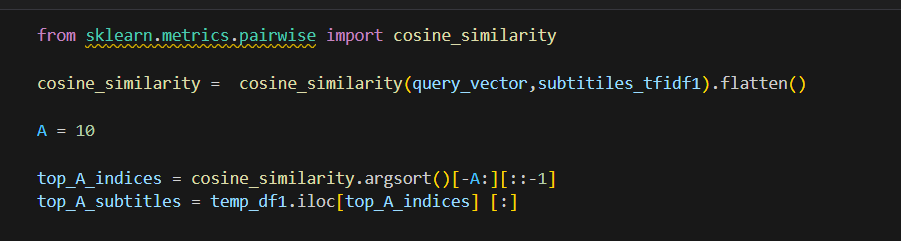 from sklearn.metrics.pairwise import cosine_similarity
cosine_similarity =  cosine_similarity(query_vector,subtitiles_tfidf1).flatten()
A = 10
top_A_indices = cosine_similarity.argsort()[-A:][::-1]
top_A_subtitles = temp_df1.iloc[top_A_indices] [:]